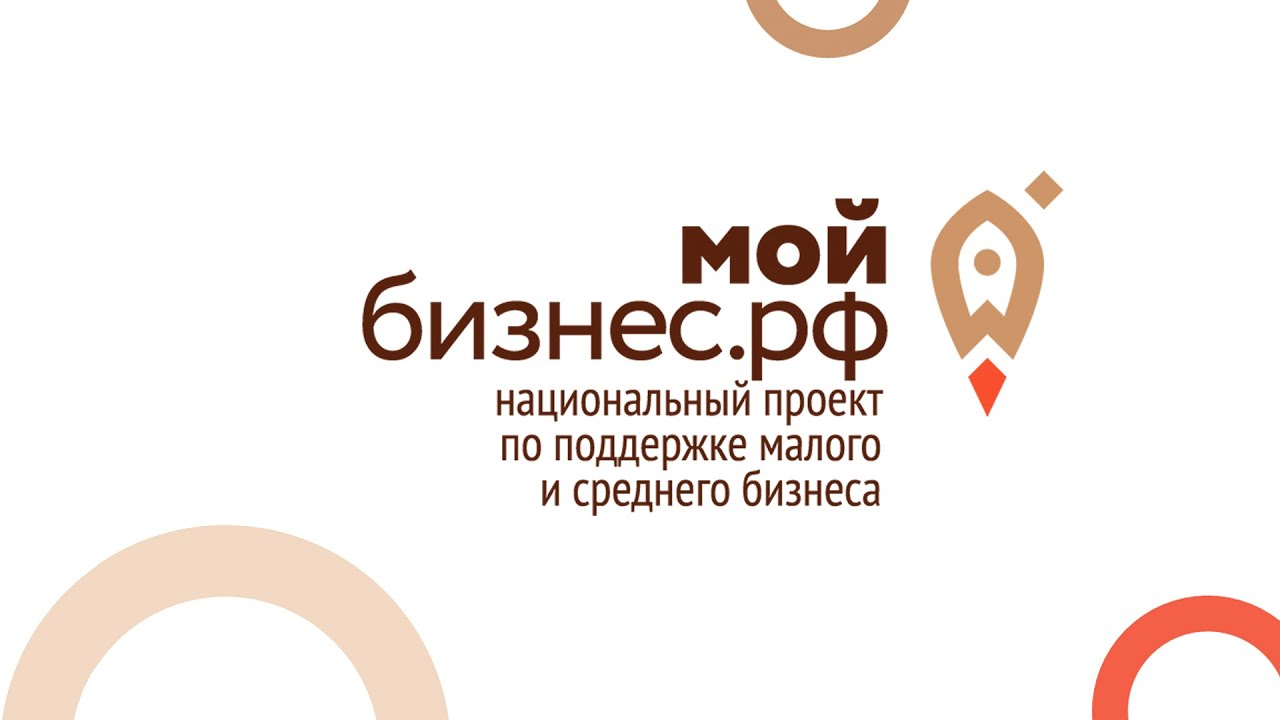 мой
бизнес.рф
национальный проект
по поддержке малого
и среднего бизнеса